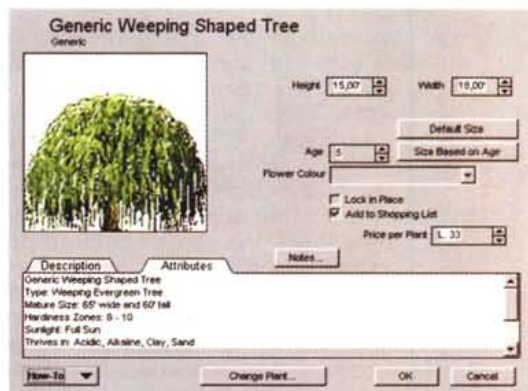 Generic Weeping Shaped Tree
Generic
Height 15,00' Width 18,00'
Default Size
Age 5 Size Based on Age
Flower Colour
Lock in Place
Add to Shopping List
Price per Plant L. 33
Notes...
Description Attributes
Generic Weeping Shaped Tree
Type: Weeping Evergreen Tree
Mature Size: 65' wide and 60' tall
Hardiness Zones: 8 - 10
Sunlight: Full Sun
Thrives in: Acidic, Alkaline, Clay, Sand
How-To Change Plant... OK Cancel